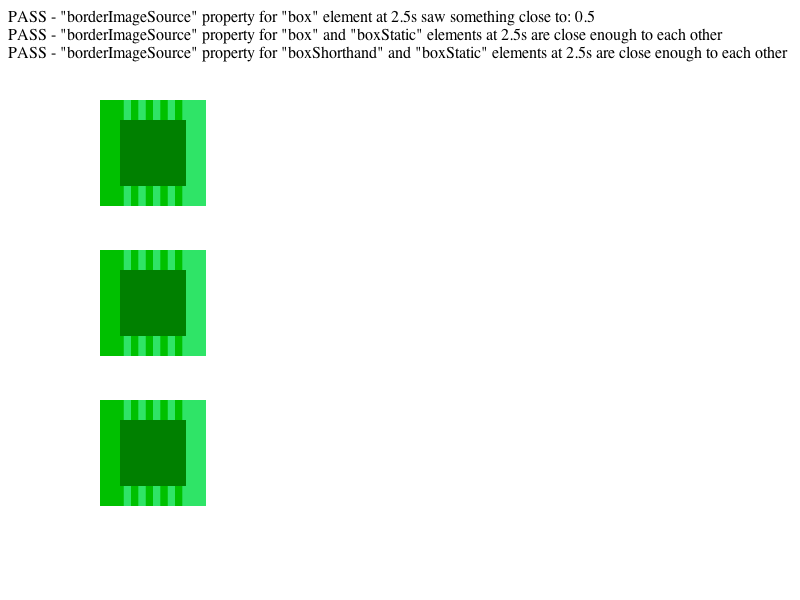 PASS - "borderImageSource" property for "box" element at 2.5s saw something close to: 0.5
PASS - "borderImageSource" property for "box" and "boxStatic" elements at 2.5s are close enough to each other
PASS - "borderImageSource" property for "boxShorthand" and "boxStatic" elements at 2.5s are close enough to each other